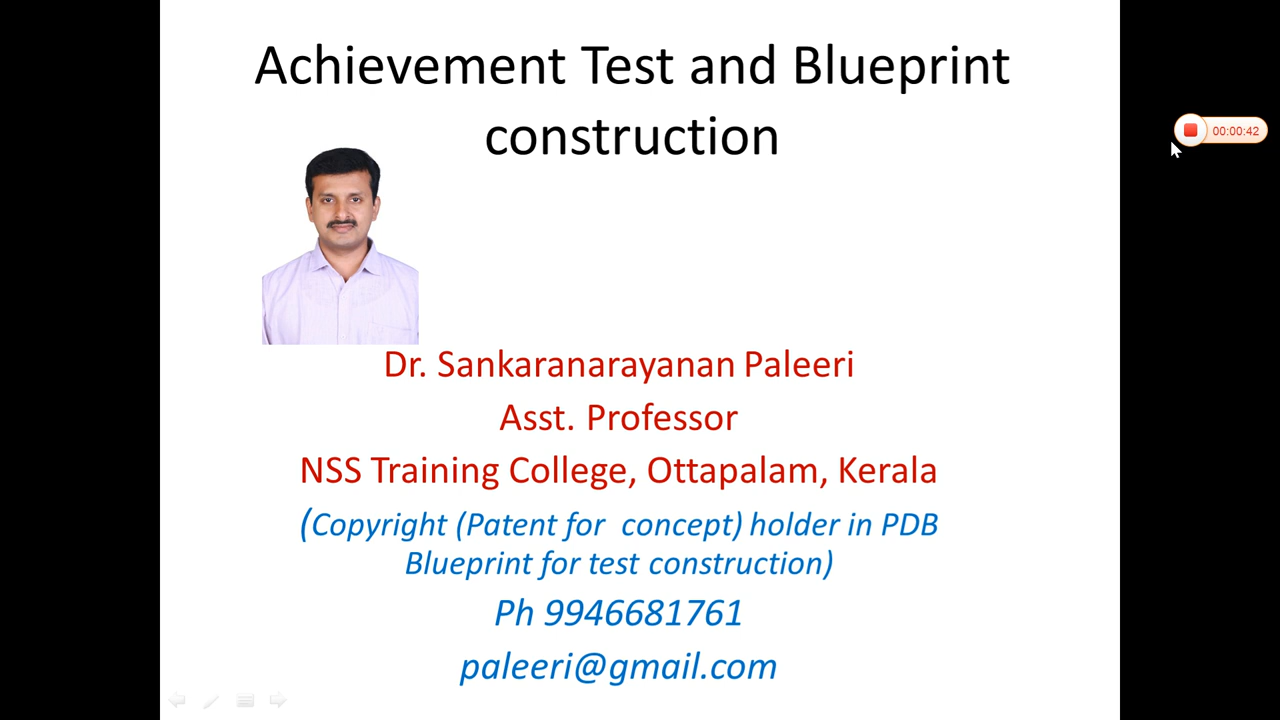 Achievement Test and Blueprint
construction
00:00:42
Dr. Sankaranarayanan Paleeri
Asst. Professor
NSS Training College, Ottapalam, Kerala
(Copyright (Patent for concept) holder in PDB
Blueprint for test construction)
Ph 9946681761
paleeri@gmail.com